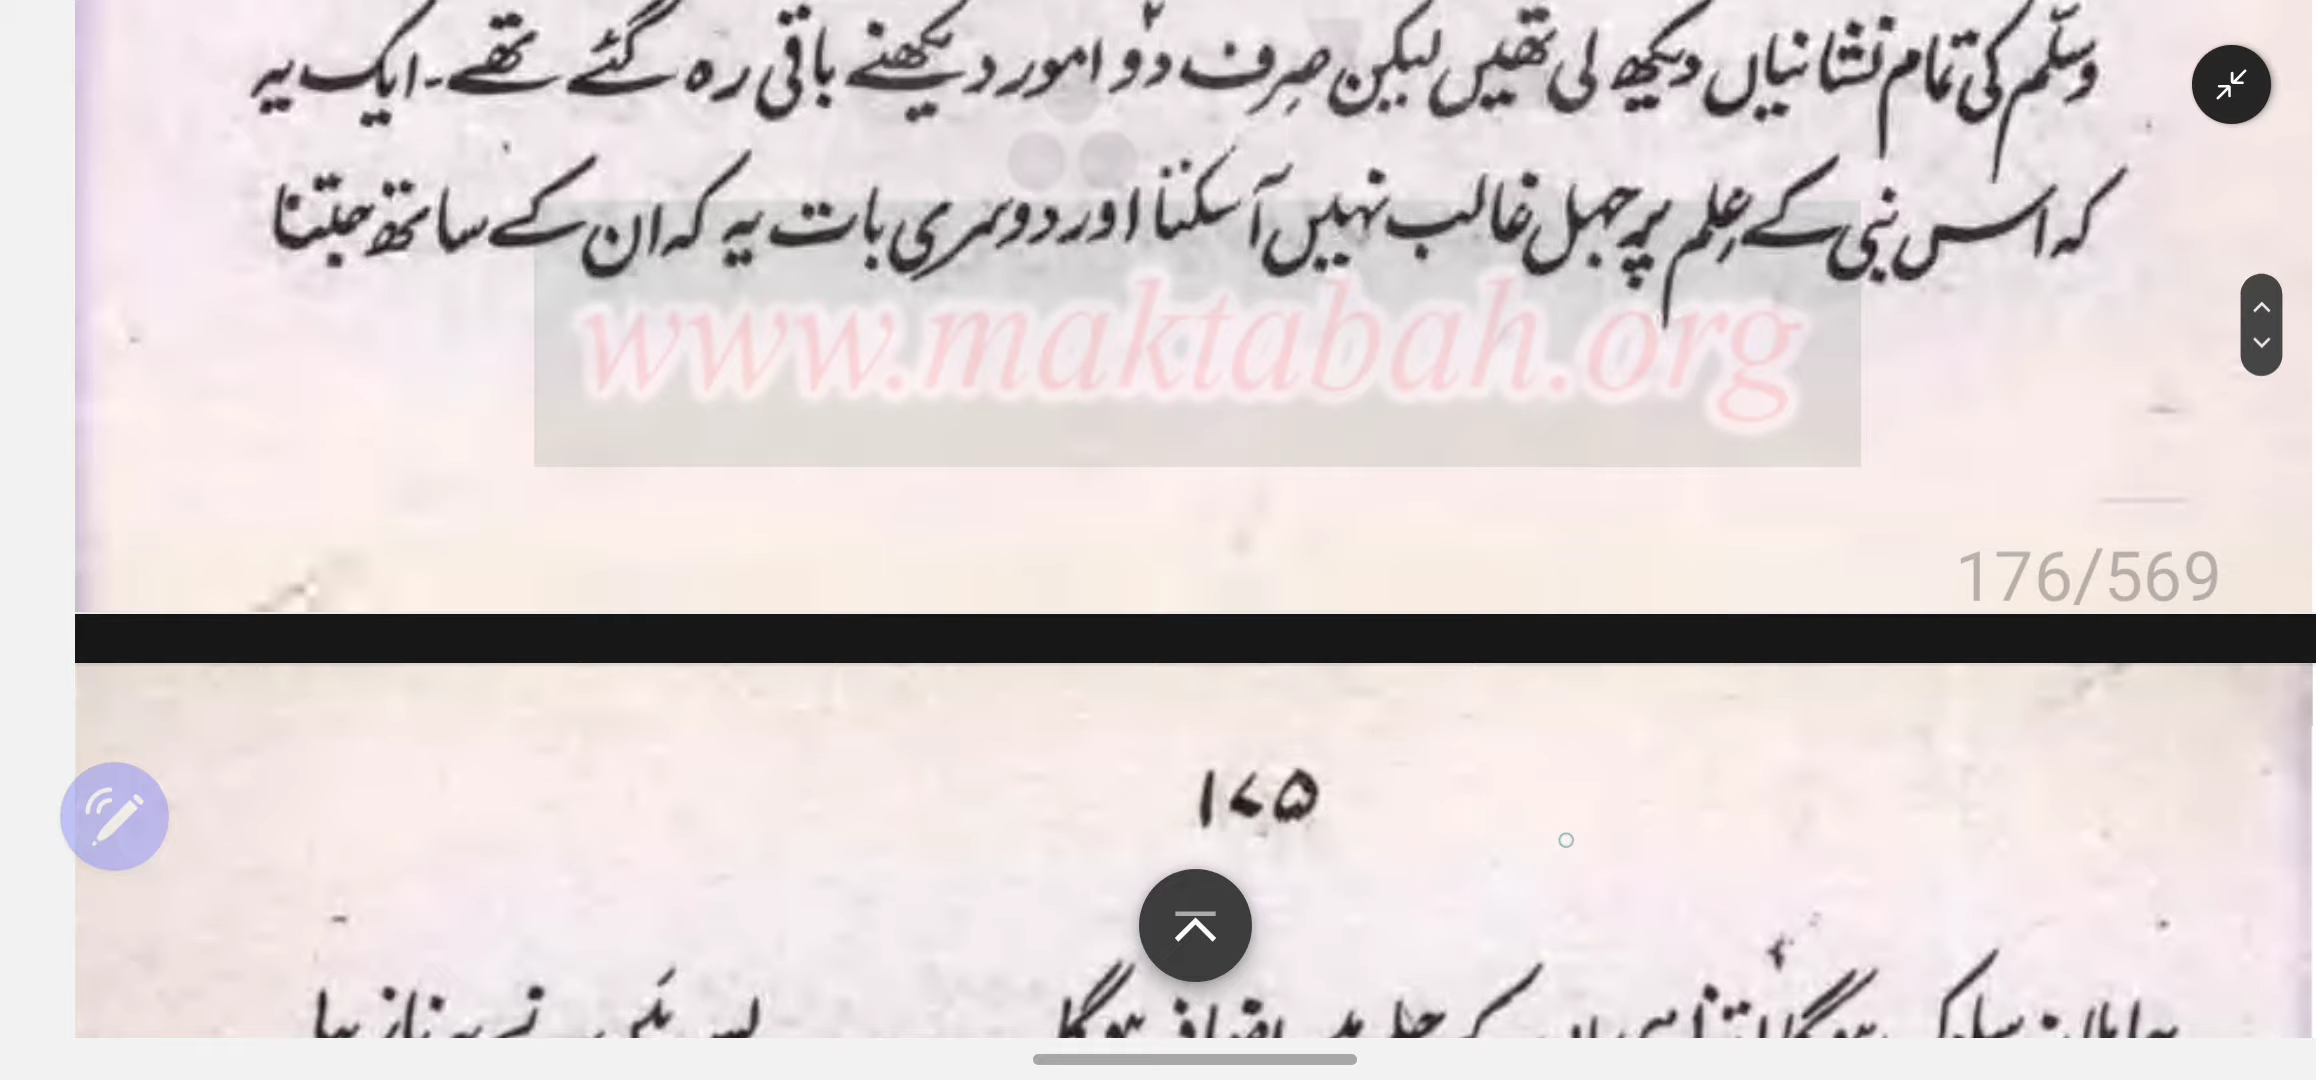 وسلّم کی تمام نشانیاں دیکھ لی تھیں لیکن صرف دو امور دیکھنے باقی رہ گئے تھے۔ ایک یہ
کہ اس نبی کے علم پر جہل غالب نہیں آسکتا اور دوسری بات یہ کہ ان کے ساتھ جتنا
www.maktabah.org
176/569
۱۷۵